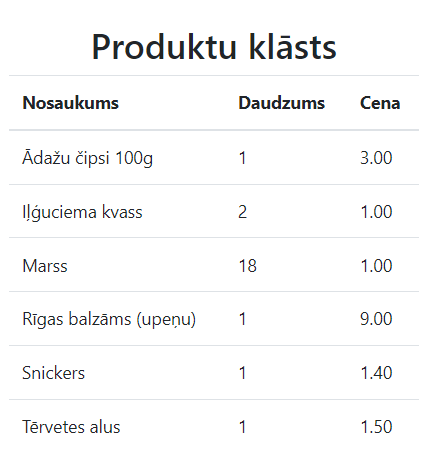 Produktu klāsts
Nosaukums Daudzums Cena
Ādažu čipsi 100g 1 3.00
Iļģuciema kvass 2 1.00
Marss 18 1.00
Rīgas balzāms (upeņu) 1 9.00
Snickers 1 1.40
Tērvetes alus 1 1.50